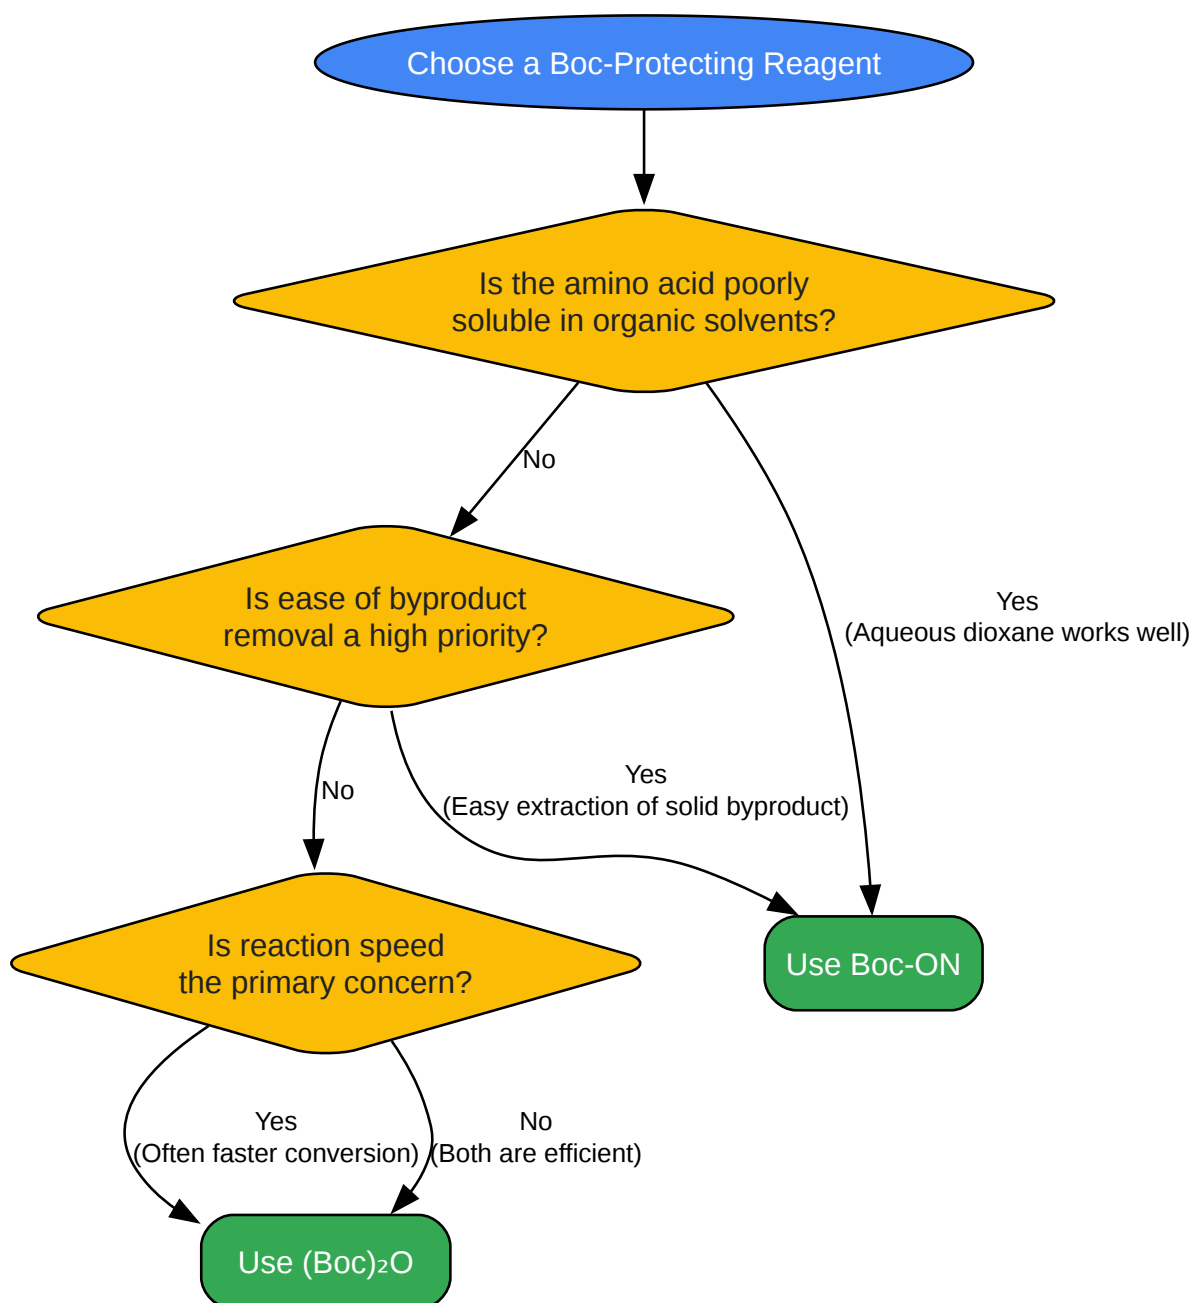 Choose a Boc-Protecting Reagent
Is the amino acid poorly
soluble in organic solvents?
No
Yes
(Aqueous dioxane works well)
Is ease of byproduct
removal a high priority?
No
Yes
(Easy extraction of solid byproduct)
Is reaction speed
the primary concern?
Use Boc-ON
Yes
(Often faster conversion)
No
(Both are efficient)
Use (Boc)₂O